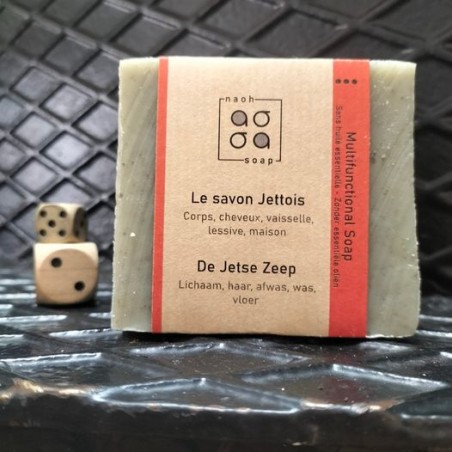 naoh
soap
Le savon Jettois
Corps, cheveux, vaisselle,
lessive, maison
De Jetse Zeep
Lichaam, haar, afwas, was,
vloer
Multifunctional Soap
Sans huile essentielle - Zonder essentiële oliën